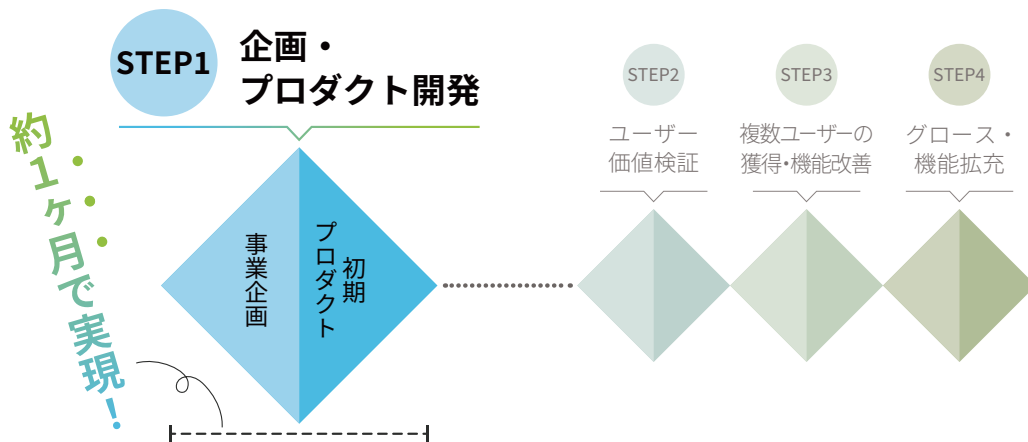 STEP1
企画・
プロダクト開発
約1ヶ月で実現！
事業企画
初期
プロダクト
STEP2
ユーザー
価値検証
STEP3
複数ユーザーの
獲得・機能改善
STEP4
グロース・
機能拡充